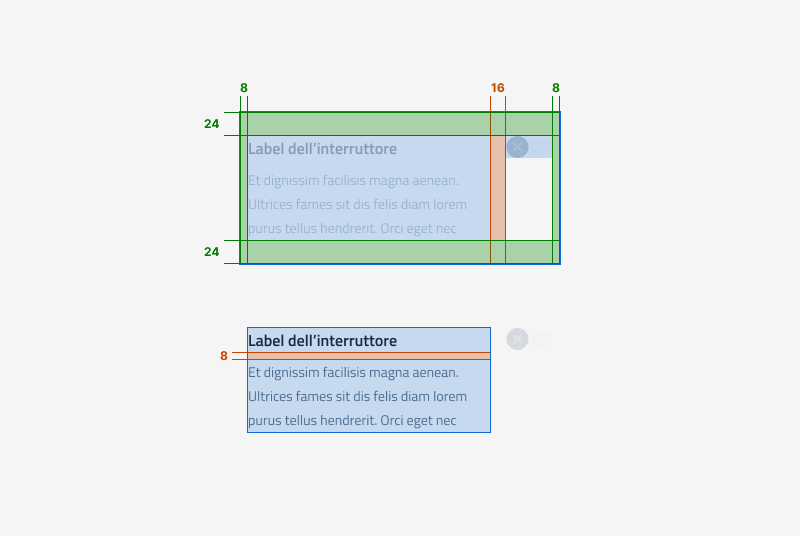 8 16 8
24
Label dell’interruttore
Et dignissim facilisis magna aenean.
Ultrices fames sit dis felis diam lorem
purus tellus hendrerit. Orci eget nec
24
Label dell’interruttore
8
Et dignissim facilisis magna aenean.
Ultrices fames sit dis felis diam lorem
purus tellus hendrerit. Orci eget nec